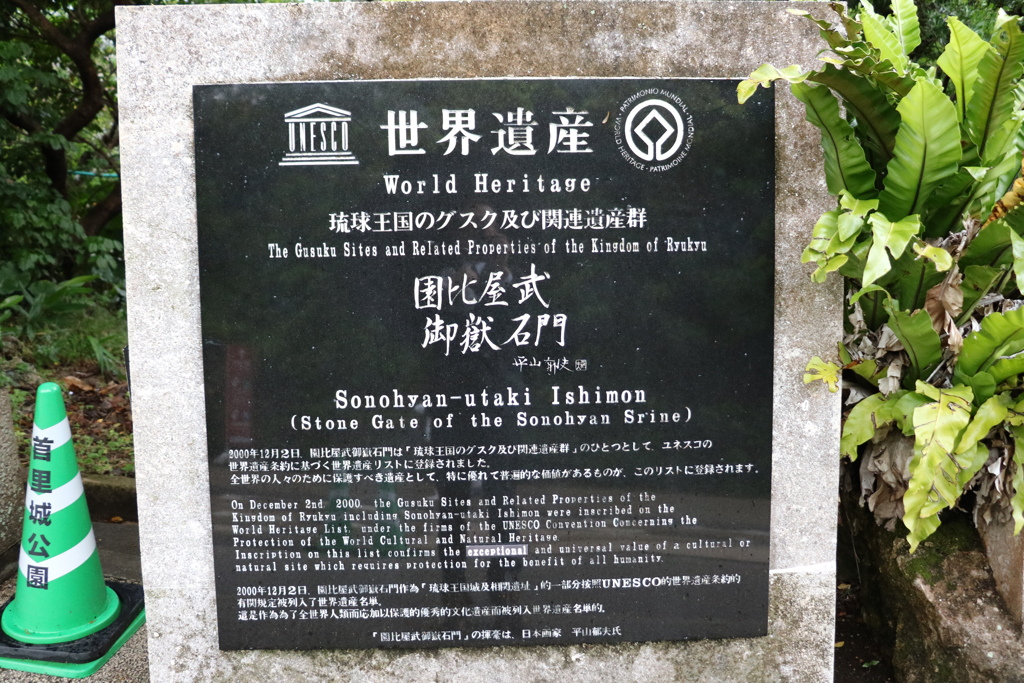 UNESCO
世界遺産
PATRIMONIO MUNDIAL · WORLD HERITAGE · PATRIMOINE MONDIAL
World Heritage
琉球王国のグスク及び関連遺産群
The Gusuku Sites and Related Properties of the Kingdom of Ryukyu
園比屋武
御嶽石門
平山郁夫
Sonohyan-utaki Ishimon
(Stone Gate of the Sonohyan Srine)
2000年12月2日、園比屋武御嶽石門は「琉球王国のグスク及び関連遺産群」のひとつとして、ユネスコの
世界遺産条約に基づく世界遺産リストに登録されました。
全世界の人々のために保護すべき遺産として、特に優れて普遍的な価値があるものが、このリストに登録されます。
On December 2nd, 2000, the Gusuku Sites and Related Properties of the
Kingdom of Ryukyu including Sonohyan-utaki Ishimon were inscribed on the
World Heritage List, under the firms of the UNESCO Convention Concerning the
Protection of the World Cultural and Natural Heritage.
Inscription on this list confirms the exceptional and universal value of a cultural or
natural site which requires protection for the benefit of all humanity.
2000年12月2日、園比屋武御嶽石門作為「琉球王国城及相関遺址」的一部分按照UNESCO的世界遺産条約的
有関規定被列入了世界遺産名単。
這是作為為了全世界人類而応加以保護的優秀的文化遺産而被列入世界遺産名単的。
「園比屋武御嶽石門」の揮毫は、日本画家 平山郁夫氏
首里城公園